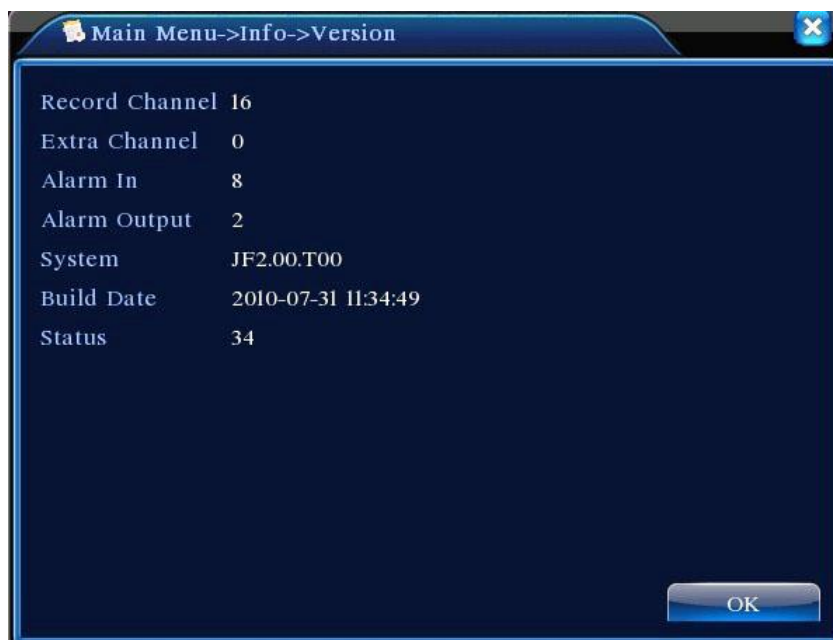 Main Menu->Info->Version
Record Channel 16
Extra Channel 0
Alarm In 8
Alarm Output 2
System JF2.00.T00
Build Date 2010-07-31 11:34:49
Status 34
OK